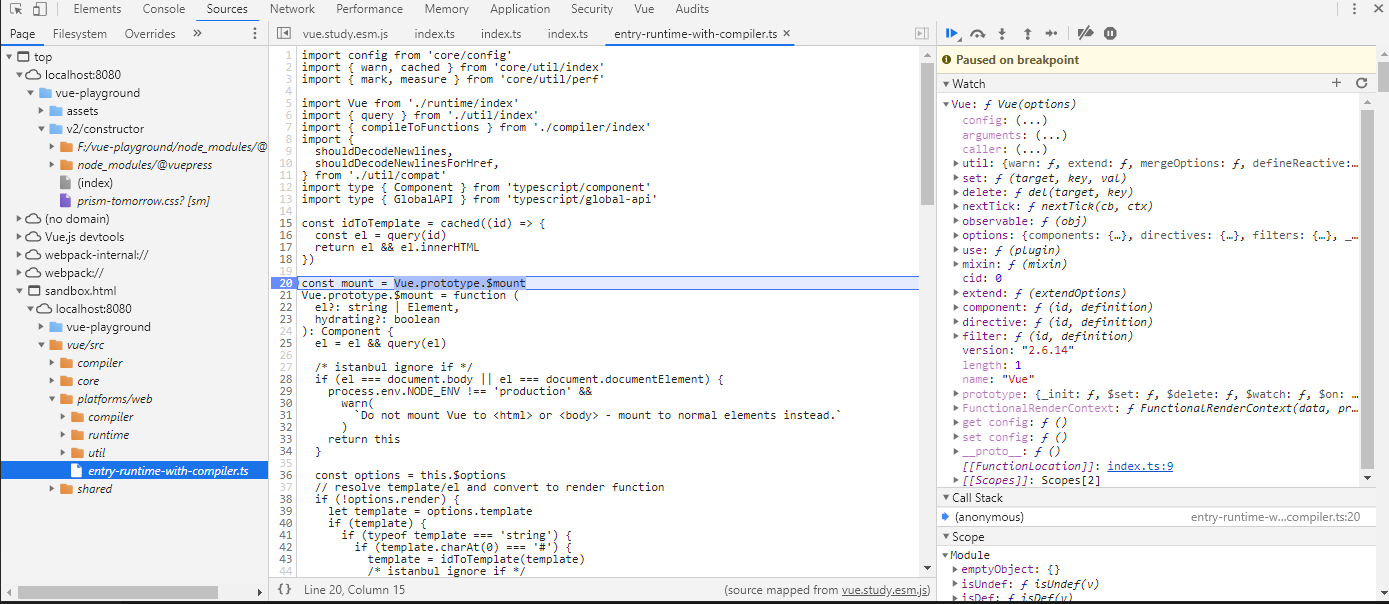 Elements Console Sources Network Performance Memory Application Security Vue Audits
Page Filesystem Overrides »
top
localhost:8080
vue-playground
assets
v2/constructor
F:/vue-playground/node_modules/@
node_modules/@vuepress
(index)
prism-tomorrow.css? [sm]
(no domain)
Vue.js devtools
webpack-internal://
webpack://
sandbox.html
localhost:8080
vue-playground
vue/src
compiler
core
platforms/web
compiler
runtime
util
entry-runtime-with-compiler.ts
shared
vue.study.esm.js index.ts index.ts index.ts entry-runtime-with-compiler.ts ×
1 import config from 'core/config'
2 import { warn, cached } from 'core/util/index'
3 import { mark, measure } from 'core/util/perf'
4
5 import Vue from './runtime/index'
6 import { query } from './util/index'
7 import { compileToFunctions } from './compiler/index'
8 import {
9 shouldDecodeNewlines,
10 shouldDecodeNewlinesForHref,
11 } from './util/compat'
12 import type { Component } from 'typescript/component'
13 import type { GlobalAPI } from 'typescript/global-api'
14
15 const idToTemplate = cached((id) => {
16 const el = query(id)
17 return el && el.innerHTML
18 })
19
20 const mount = Vue.prototype.$mount
21 Vue.prototype.$mount = function (
22 el?: string | Element,
23 hydrating?: boolean
24 ): Component {
25 el = el && query(el)
26
27 /* istanbul ignore if */
28 if (el === document.body || el === document.documentElement) {
29 process.env.NODE_ENV !== 'production' &&
30 warn(
31 `Do not mount Vue to <html> or <body> - mount to normal elements instead.`
32 )
33 return this
34 }
35
36 const options = this.$options
37 // resolve template/el and convert to render function
38 if (!options.render) {
39 let template = options.template
40 if (template) {
41 if (typeof template === 'string') {
42 if (template.charAt(0) === '#') {
43 template = idToTemplate(template)
44 /* istanbul ignore if */
{} Line 20, Column 15 (source mapped from vue.study.esm.js)
Paused on breakpoint
Watch
Vue: ƒ Vue(options)
config: (...)
arguments: (...)
caller: (...)
util: {warn: ƒ, extend: ƒ, mergeOptions: ƒ, defineReactive:…
set: ƒ (target, key, val)
delete: ƒ del(target, key)
nextTick: ƒ nextTick(cb, ctx)
observable: ƒ (obj)
options: {components: {…}, directives: {…}, filters: {…}, _…
use: ƒ (plugin)
mixin: ƒ (mixin)
cid: 0
extend: ƒ (extendOptions)
component: ƒ (id, definition)
directive: ƒ (id, definition)
filter: ƒ (id, definition)
version: "2.6.14"
length: 1
name: "Vue"
prototype: {_init: ƒ, $set: ƒ, $delete: ƒ, $watch: ƒ, $on: …
FunctionalRenderContext: ƒ FunctionalRenderContext(data, pr…
get config: ƒ ()
set config: ƒ ()
__proto__: ƒ ()
[[FunctionLocation]]: index.ts:9
[[Scopes]]: Scopes[2]
Call Stack
(anonymous) entry-runtime-w…compiler.ts:20
Scope
Module
emptyObject: {}
isUndef: ƒ isUndef(v)
isDef: ƒ isDef(v)